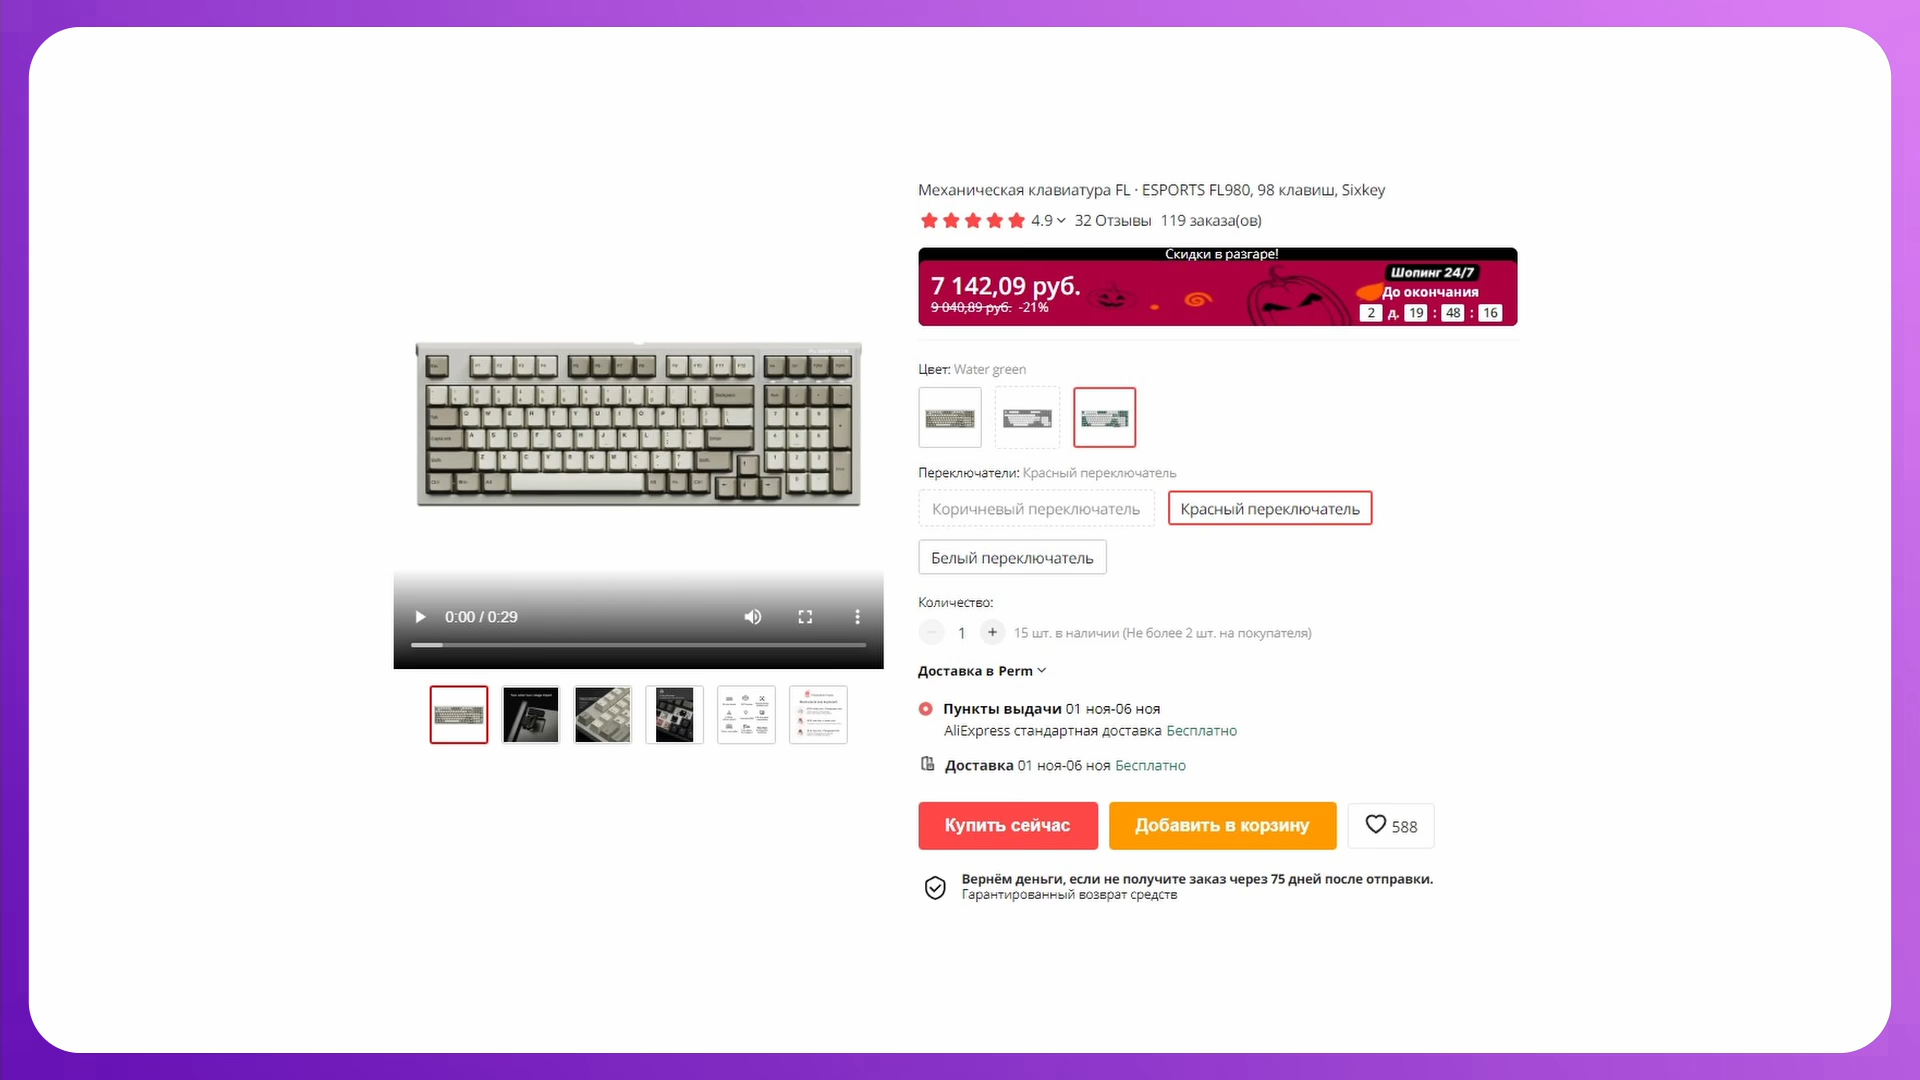 Механическая клавиатура FL · ESPORTS FL980, 98 клавиш, Sixkey
4.9 32 Отзывы 119 заказа(ов)
Скидки в разгаре!
7 142,09 руб.
9 040,89 руб. -21%
Шопинг 24/7
До окончания
2 д. 19 : 48 : 16
Цвет: Water green
Переключатели: Красный переключатель
Коричневый переключатель
Красный переключатель
Белый переключатель
Количество:
1
15 шт. в наличии (Не более 2 шт. на покупателя)
0:00 / 0:29
Доставка в Perm
Пункты выдачи 01 ноя-06 ноя
AliExpress стандартная доставка Бесплатно
Доставка 01 ноя-06 ноя Бесплатно
Купить сейчас
Добавить в корзину
588
Вернём деньги, если не получите заказ через 75 дней после отправки.
Гарантированный возврат средств